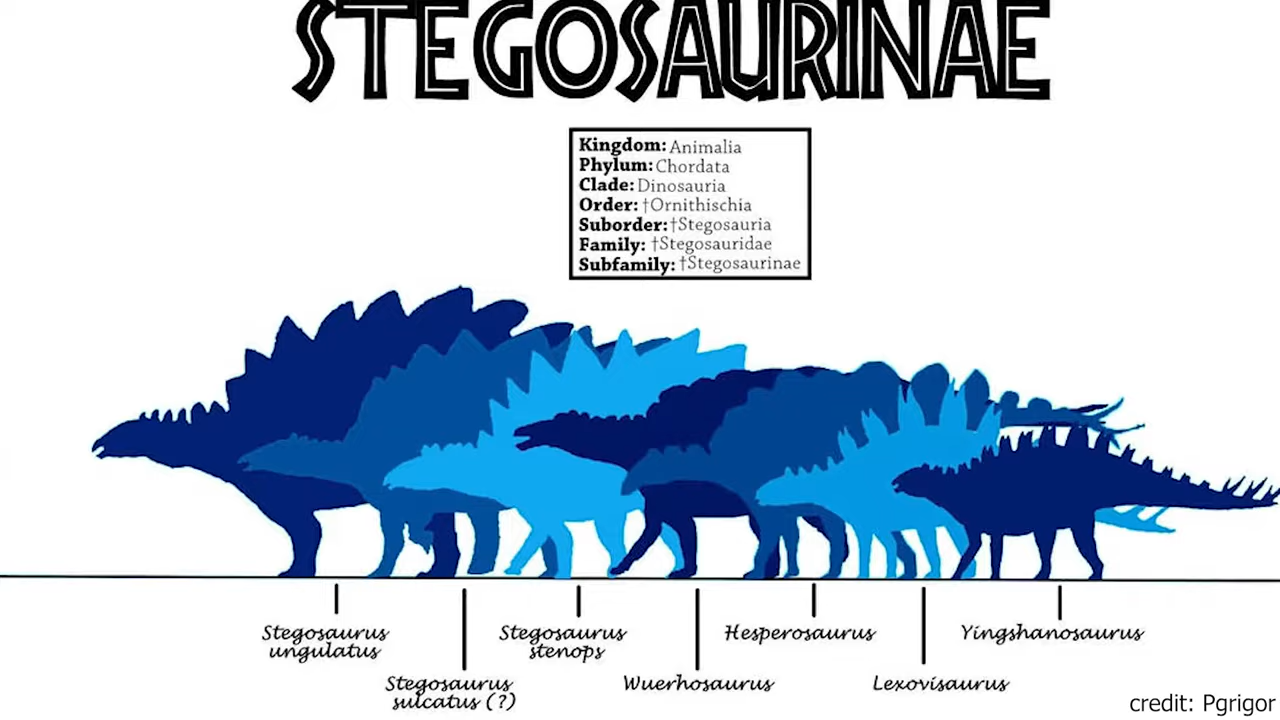 STEGOSAURINAE
Kingdom: Animalia
Phylum: Chordata
Clade: Dinosauria
Order: †Ornithischia
Suborder:†Stegosauria
Family: †Stegosauridae
Subfamily: †Stegosaurinae
Stegosaurus
ungulatus
Stegosaurus
sulcatus (?)
Stegosaurus
stenops
Wuerhosaurus
Hesperosaurus
Lexovisaurus
Yingshanosaurus
credit: Pgrigor